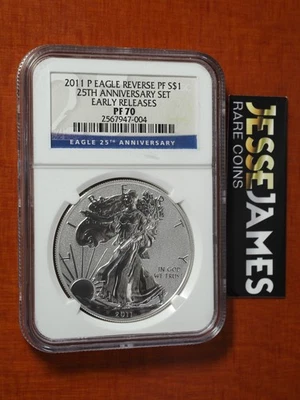 2011 P EAGLE REVERSE PF S$1
25TH ANNIVERSARY SET
EARLY RELEASES
PF 70
2567947-004
EAGLE 25TH ANNIVERSARY
LIBERTY
IN GOD
WE TRUST
2011
JESSE JAMES
RARE COINS